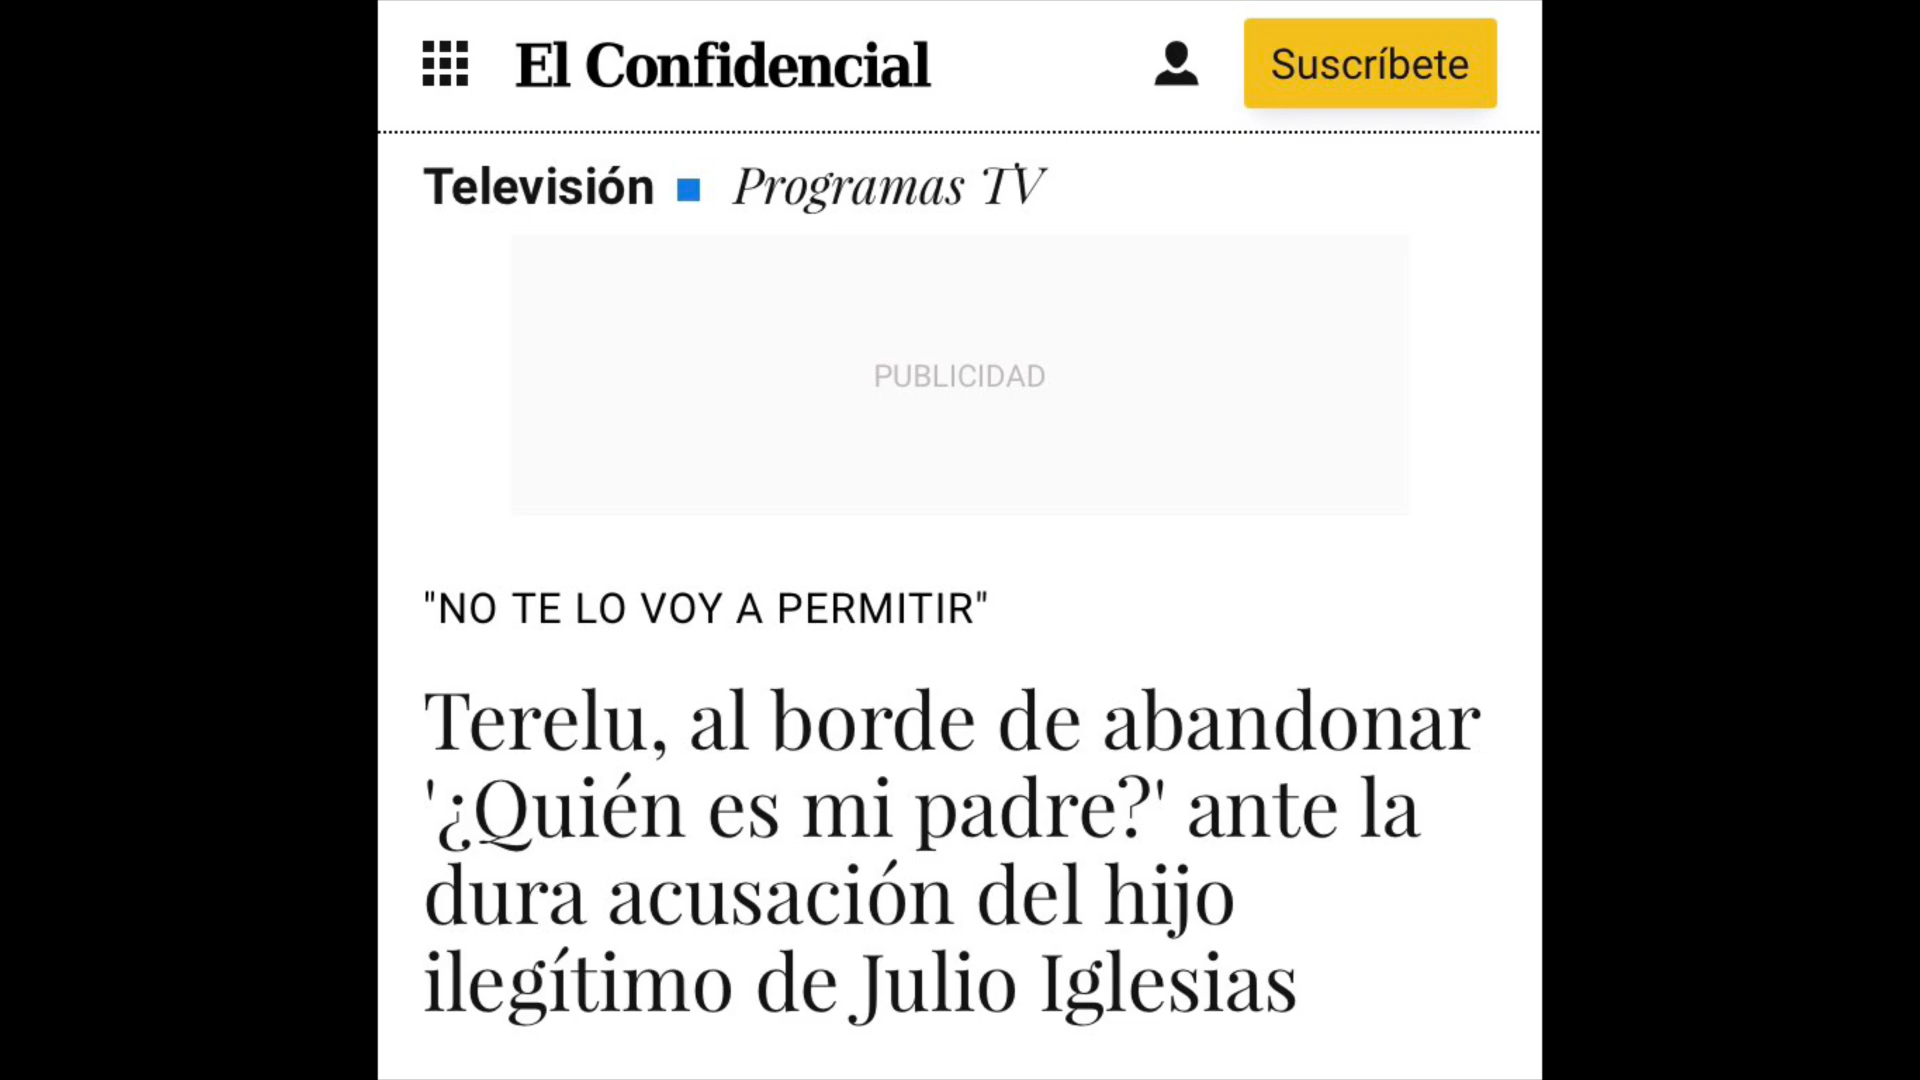 El Confidencial
Suscríbete
Televisión Programas TV
PUBLICIDAD
"NO TE LO VOY A PERMITIR"
Terelu, al borde de abandonar
'¿Quién es mi padre?' ante la
dura acusación del hijo
ilegítimo de Julio Iglesias